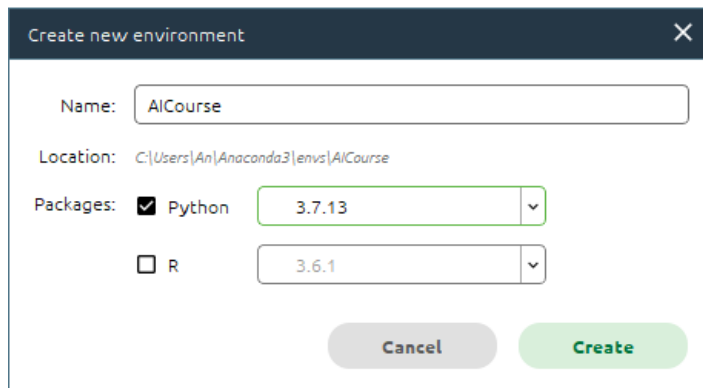 Create new environment
Name: AICourse
Location: C:\Users\An\Anaconda3\envs\AICourse
Packages: Python 3.7.13
R 3.6.1
Cancel Create